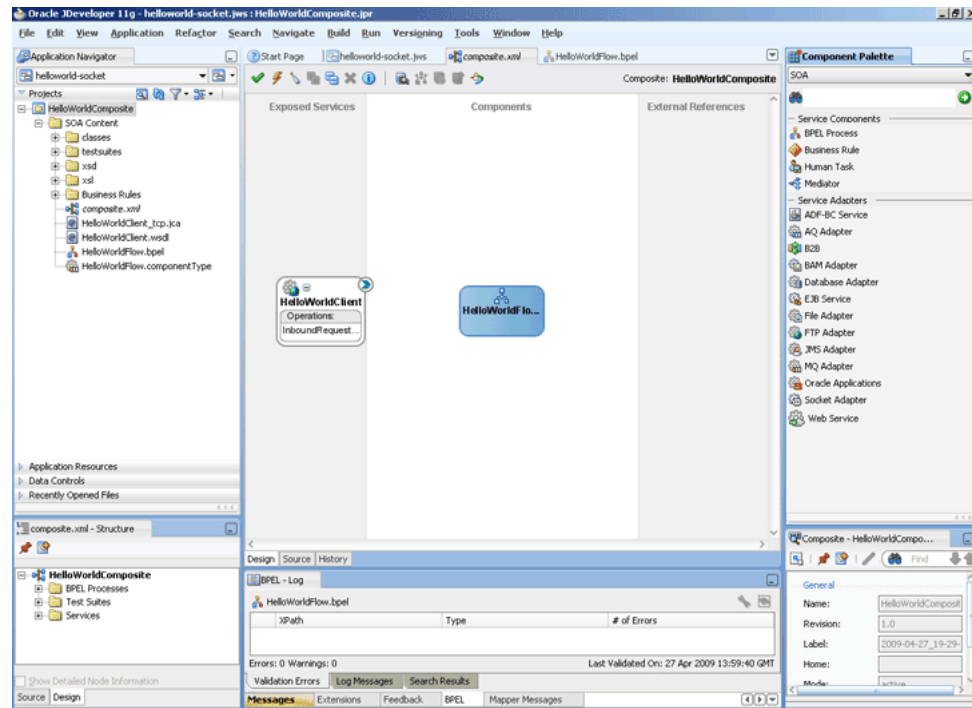 Oracle JDeveloper 11g - helloworld-socket.jws : HelloWorldComposite.jpr
File Edit View Application Refactor Search Navigate Build Run Versigning Tools Window Help
Application Navigator
helloworld-socket
Projects
HelloWorldComposite
SOA Content
classes
testsuites
xsd
xsl
Business Rules
composite.xml
HelloWorldClient_tcp.jca
HelloWorldClient.wsdl
HelloWorldFlow.bpel
HelloWorldFlow.componentType
Application Resources
Data Controls
Recently Opened Files
composite.xml - Structure
HelloWorldComposite
BPEL Processes
Test Suites
Services
Show Detailed Node Information
Source Design
Start Page helloworld-socket.jws composite.xml HelloWorldFlow.bpel
Composite: HelloWorldComposite
Exposed Services Components External References
HelloWorldClient
Operations:
InboundRequest...
HelloWorldFlo...
Design Source History
BPEL - Log
HelloWorldFlow.bpel
XPath Type # of Errors
Errors: 0 Warnings: 0 Last Validated On: 27 Apr 2009 13:59:40 GMT
Validation Errors Log Messages Search Results
Messages Extensions Feedback BPEL Mapper Messages
Component Palette
SOA
Service Components
BPEL Process
Business Rule
Human Task
Mediator
Service Adapters
ADF-BC Service
AQ Adapter
B2B
BAM Adapter
Database Adapter
EJB Service
File Adapter
FTP Adapter
JMS Adapter
MQ Adapter
Oracle Applications
Socket Adapter
Web Service
Composite - HelloWorldCompo...
Find
General
Name: HelloWorldComposit
Revision: 1.0
Label: 2009-04-27_19-29-
Home:
Mode: active